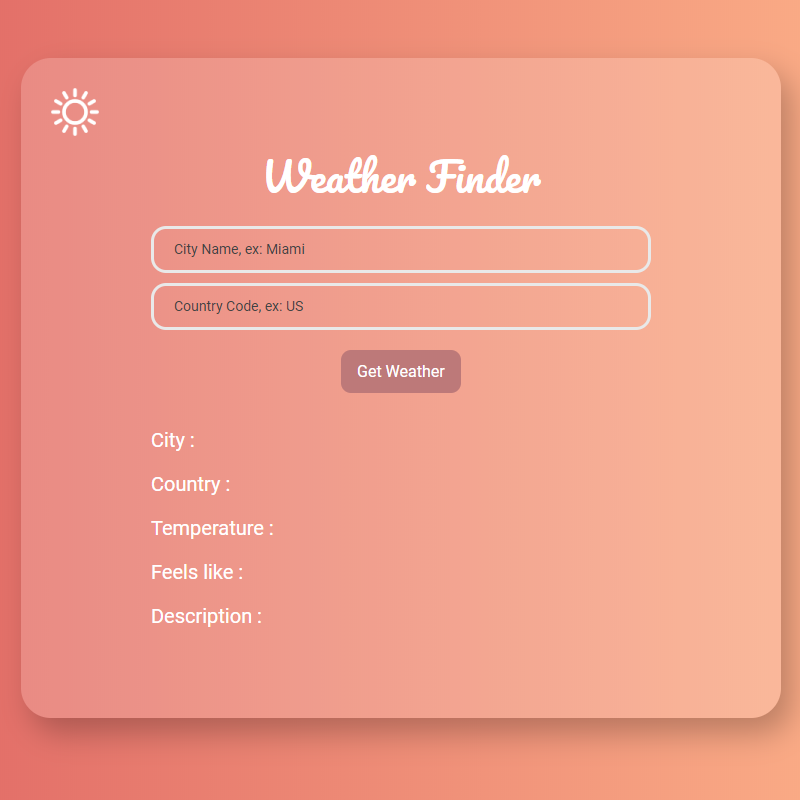 Weather Finder
City Name, ex: Miami
Country Code, ex: US
Get Weather
City :
Country :
Temperature :
Feels like :
Description :